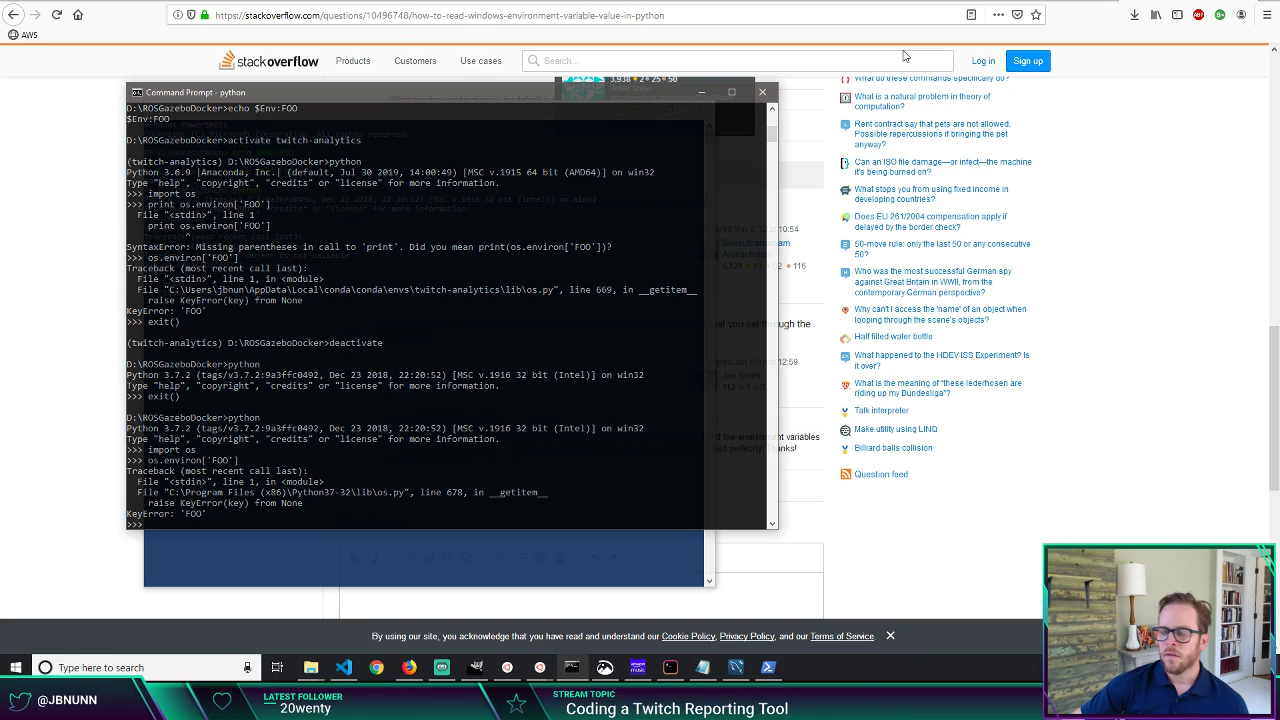 https://stackoverflow.com/questions/10496748/how-to-read-windows-environment-variable-value-in-python
AWS
stackoverflow
Products
Customers
Use cases
Search...
Log in
Sign up
Command Prompt - python
D:\ROSGazeboDocker>echo $Env:FOO
$Env:FOO
D:\ROSGazeboDocker>activate twitch-analytics
(twitch-analytics) D:\ROSGazeboDocker>python
Python 3.6.9 |Anaconda, Inc.| (default, Jul 30 2019, 14:00:49) [MSC v.1915 64 bit (AMD64)] on win32
Type "help", "copyright", "credits" or "license" for more information.
>>> import os
>>> print os.environ['FOO']
File "<stdin>", line 1
print os.environ['FOO']
^
SyntaxError: Missing parentheses in call to 'print'. Did you mean print(os.environ['FOO'])?
>>> os.environ['FOO']
Traceback (most recent call last):
File "<stdin>", line 1, in <module>
File "C:\Users\jbnun\AppData\Local\conda\conda\envs\twitch-analytics\lib\os.py", line 669, in __getitem__
raise KeyError(key) from None
KeyError: 'FOO'
>>> exit()
(twitch-analytics) D:\ROSGazeboDocker>deactivate
D:\ROSGazeboDocker>python
Python 3.7.2 (tags/v3.7.2:9a3ffc0492, Dec 23 2018, 22:20:52) [MSC v.1916 32 bit (Intel)] on win32
Type "help", "copyright", "credits" or "license" for more information.
>>> exit()
D:\ROSGazeboDocker>python
Python 3.7.2 (tags/v3.7.2:9a3ffc0492, Dec 23 2018, 22:20:52) [MSC v.1916 32 bit (Intel)] on win32
Type "help", "copyright", "credits" or "license" for more information.
>>> import os
>>> os.environ['FOO']
Traceback (most recent call last):
File "<stdin>", line 1, in <module>
File "C:\Program Files (x86)\Python37-32\lib\os.py", line 678, in __getitem__
raise KeyError(key) from None
KeyError: 'FOO'
>>>
that you set through the
the environment variables
perfectly. Thanks!
What do these commands specifically do?
What is a natural problem in theory of
computation?
Rent contract say that pets are not allowed.
Possible repercussions if bringing the pet
anyway?
Can an ISO file damage—or infect—the machine
it's being burned on?
What stops you from using fixed income in
developing countries?
Does EU 261/2004 compensation apply if
delayed by the border check?
50-move rule: only the last 50 or any consecutive
50?
Who was the most successful German spy
against Great Britain in WWII, from the
contemporary German perspective?
Why can't I access the 'name' of an object when
looping through the scene's objects?
Half filled water bottle
What happened to the HDEV ISS Experiment? Is
it over?
What is the meaning of "these lederhosen are
riding up my Bundesliga"?
Talk interpreter
Make utility using LINQ
Billiard balls collision
Question feed
By using our site, you acknowledge that you have read and understand our Cookie Policy, Privacy Policy, and our Terms of Service.
Type here to search
@JBNUNN
LATEST FOLLOWER
20wenty
STREAM TOPIC
Coding a Twitch Reporting Tool